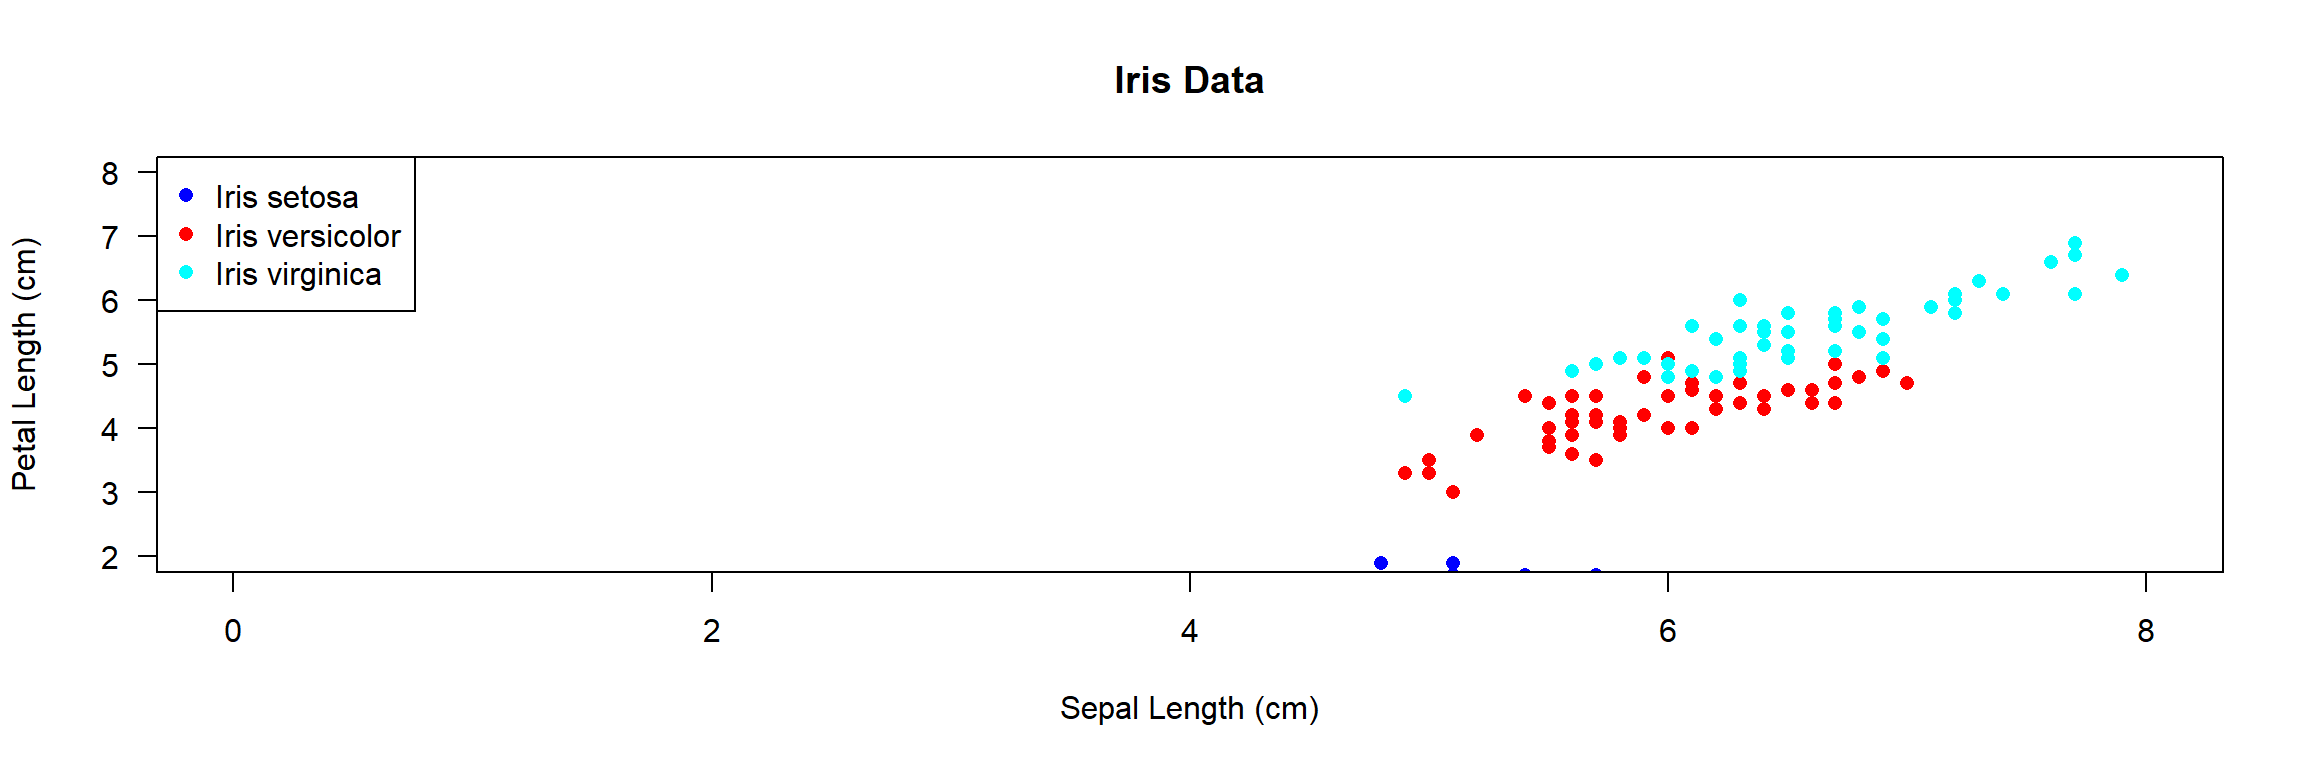 Iris Data
Iris setosa
Iris versicolor
Iris virginica
Petal Length (cm)
8
7
6
5
4
3
2
0 2 4 6 8
Sepal Length (cm)